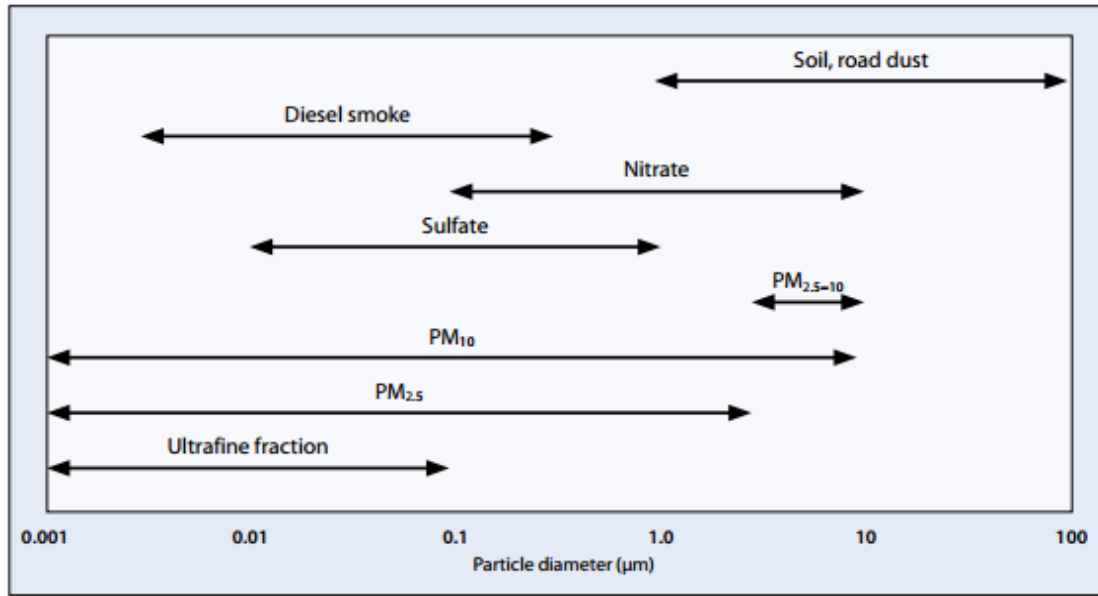 Soil, road dust
Diesel smoke
Nitrate
Sulfate
PM₂.₅₋₁₀
PM₁₀
PM₂.₅
Ultrafine fraction
0.001 0.01 0.1 1.0 10 100
Particle diameter (µm)